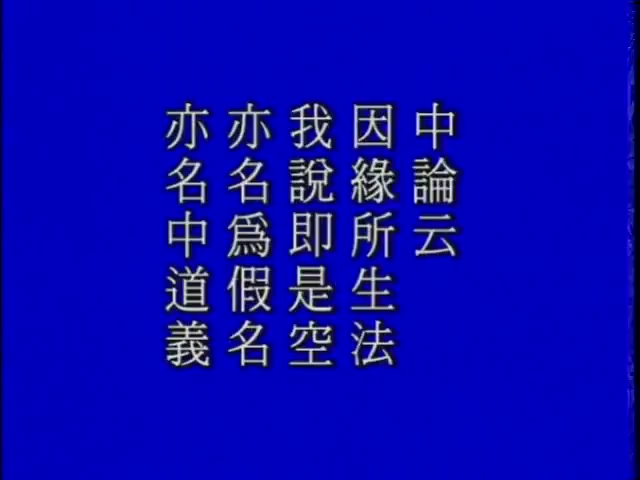 中論云
因緣所生法
我說即是空
亦名爲假名
亦名中道義